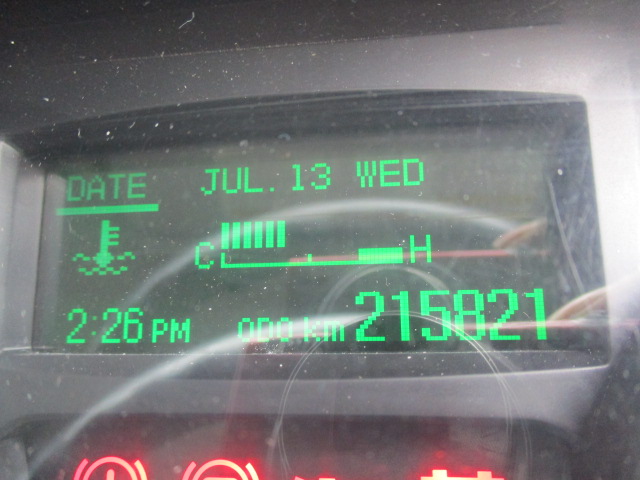 DATE JUL. 13 WED
C H
2:26 PM ODO km 215821